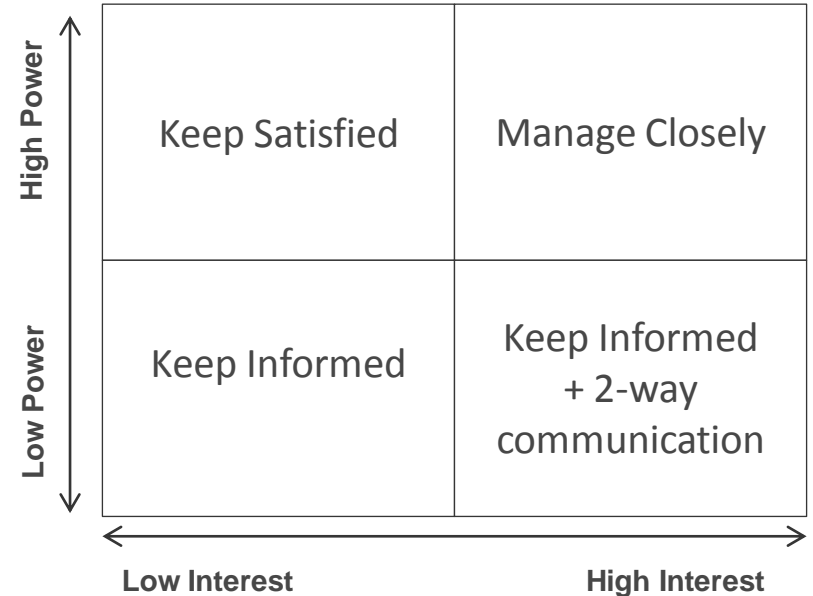 High Power
Keep Satisfied
Manage Closely
Low Power
Keep Informed
Keep Informed
+ 2-way
communication
Low Interest
High Interest